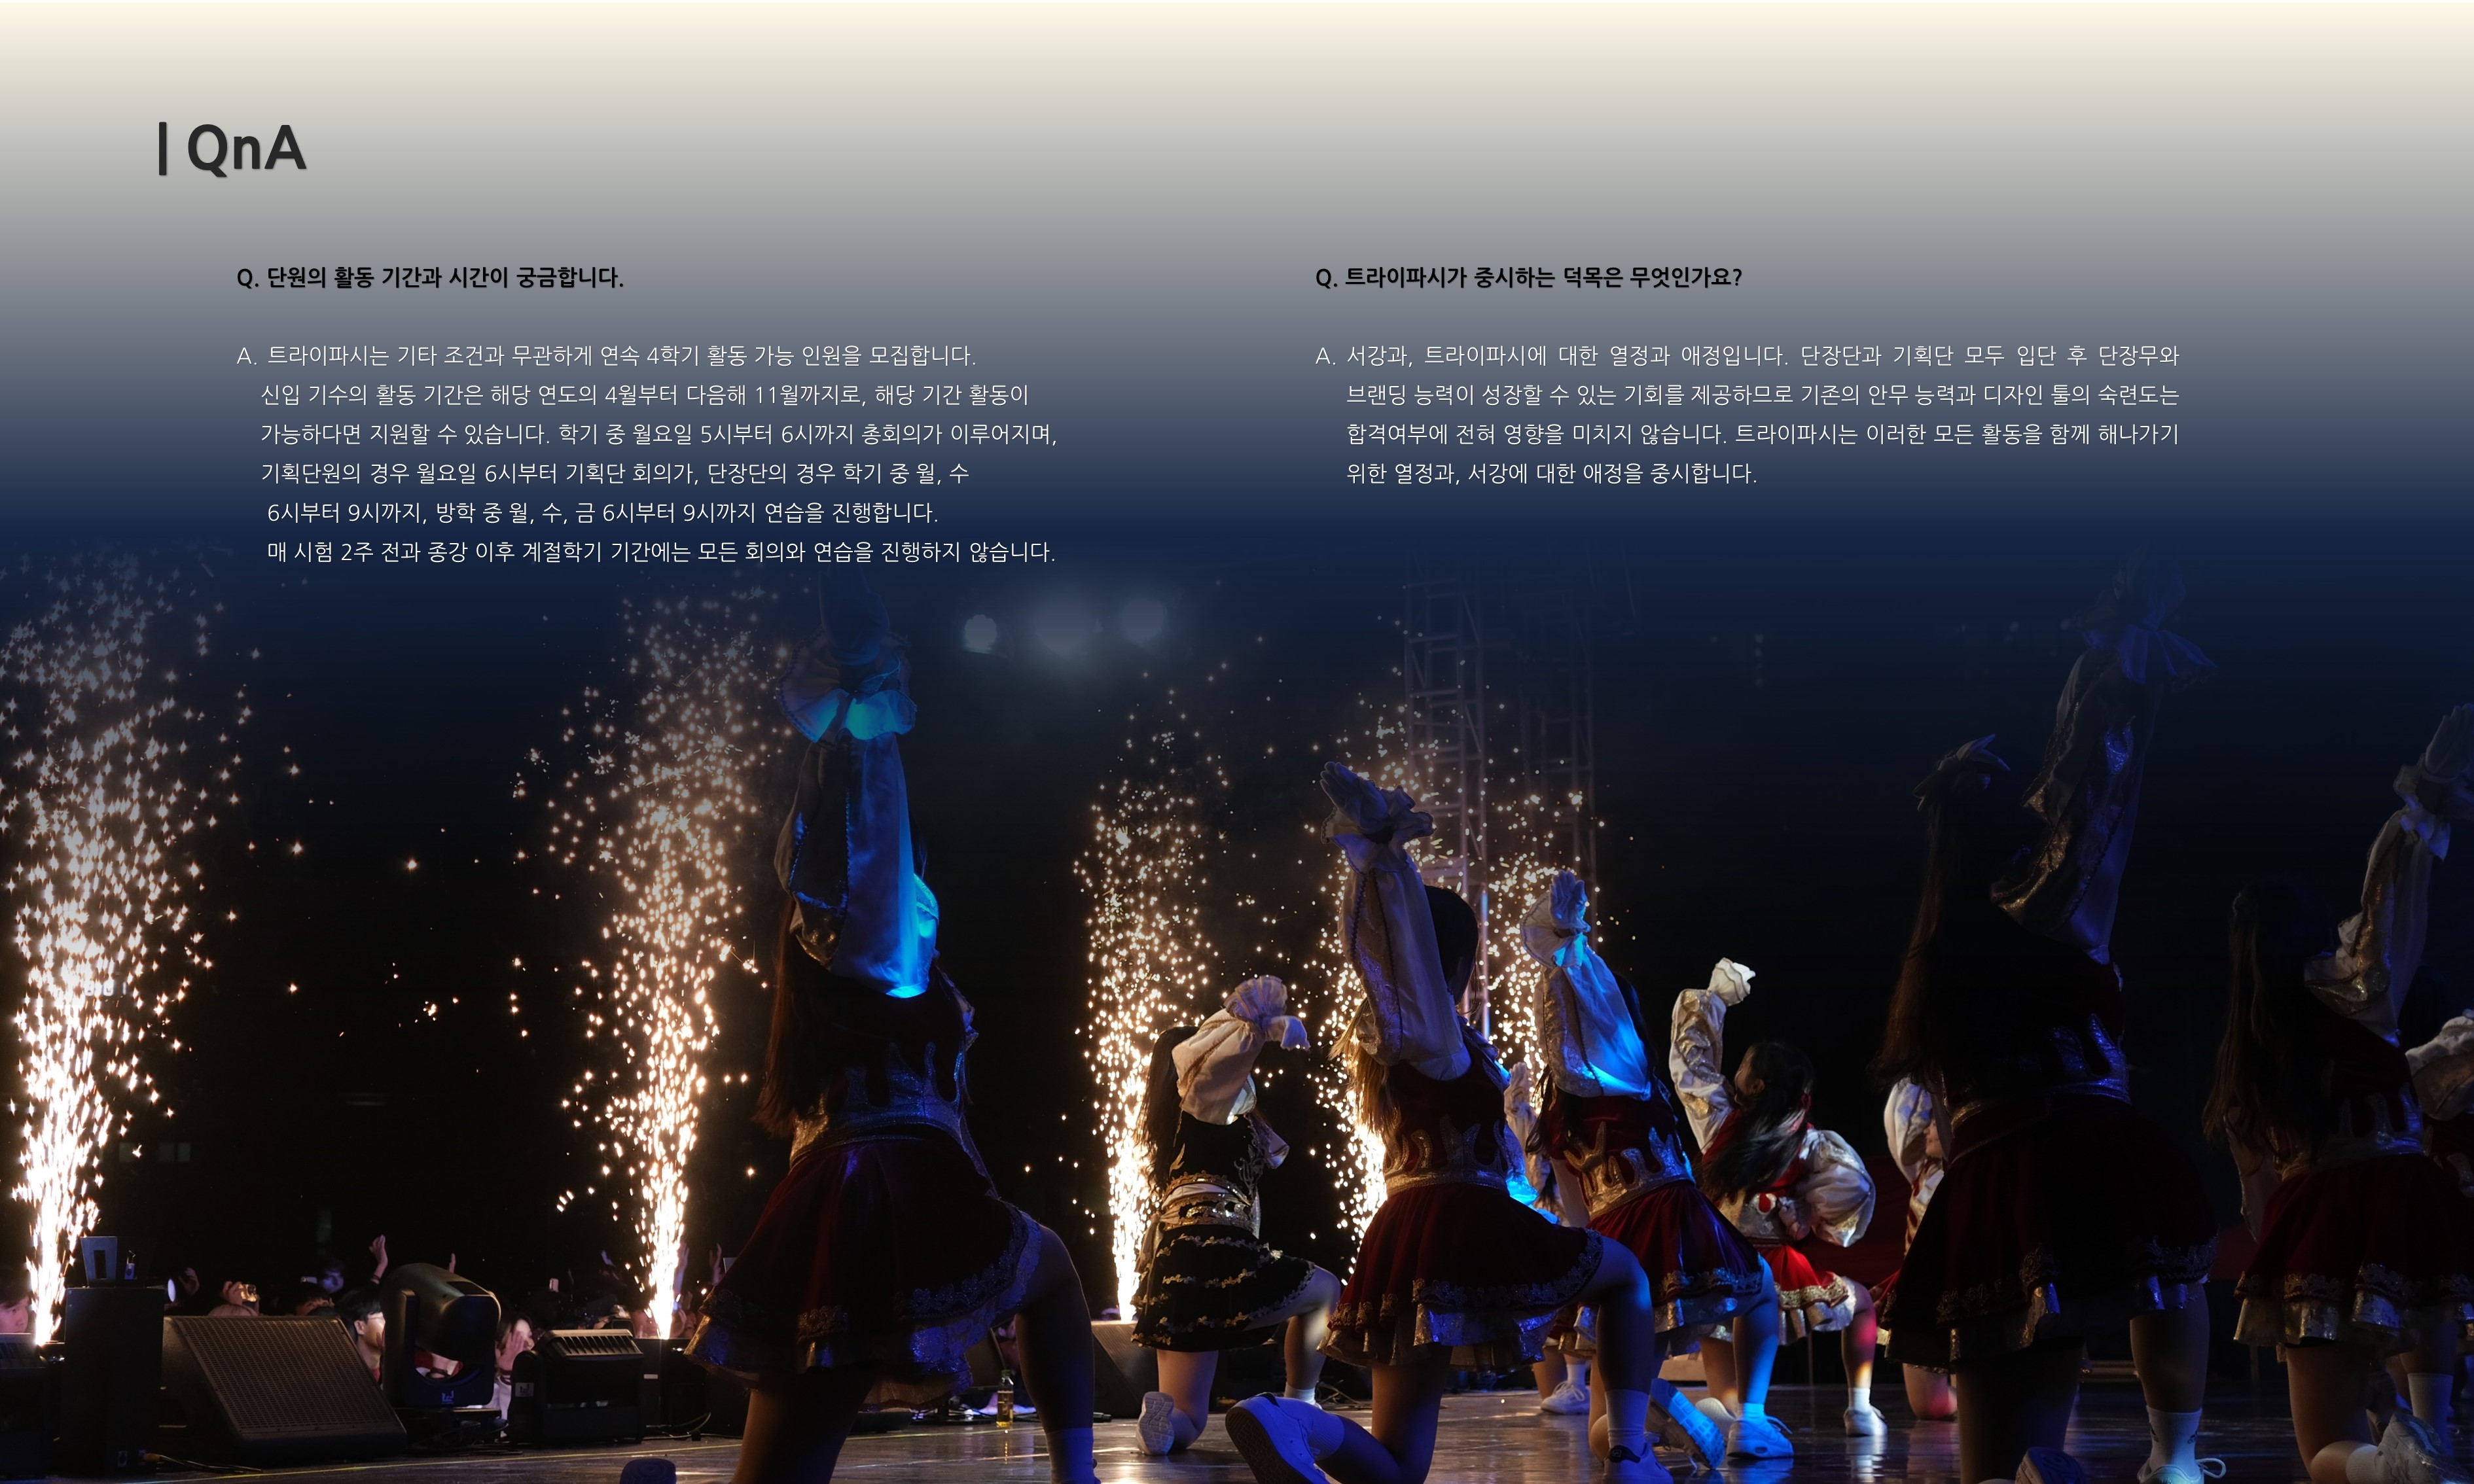 | QnA
Q. 단원의 활동 기간과 시간이 궁금합니다.
A. 트라이파시는 기타 조건과 무관하게 연속 4학기 활동 가능 인원을 모집합니다.
신입 기수의 활동 기간은 해당 연도의 4월부터 다음해 11월까지로, 해당 기간 활동이
가능하다면 지원할 수 있습니다. 학기 중 월요일 5시부터 6시까지 총회의가 이루어지며,
기획단원의 경우 월요일 6시부터 기획단 회의가, 단장단의 경우 학기 중 월, 수
6시부터 9시까지, 방학 중 월, 수, 금 6시부터 9시까지 연습을 진행합니다.
매 시험 2주 전과 종강 이후 계절학기 기간에는 모든 회의와 연습을 진행하지 않습니다.
Q. 트라이파시가 중시하는 덕목은 무엇인가요?
A. 서강과, 트라이파시에 대한 열정과 애정입니다. 단장단과 기획단 모두 입단 후 단장무와
브랜딩 능력이 성장할 수 있는 기회를 제공하므로 기존의 안무 능력과 디자인 툴의 숙련도는
합격여부에 전혀 영향을 미치지 않습니다. 트라이파시는 이러한 모든 활동을 함께 해나가기
위한 열정과, 서강에 대한 애정을 중시합니다.